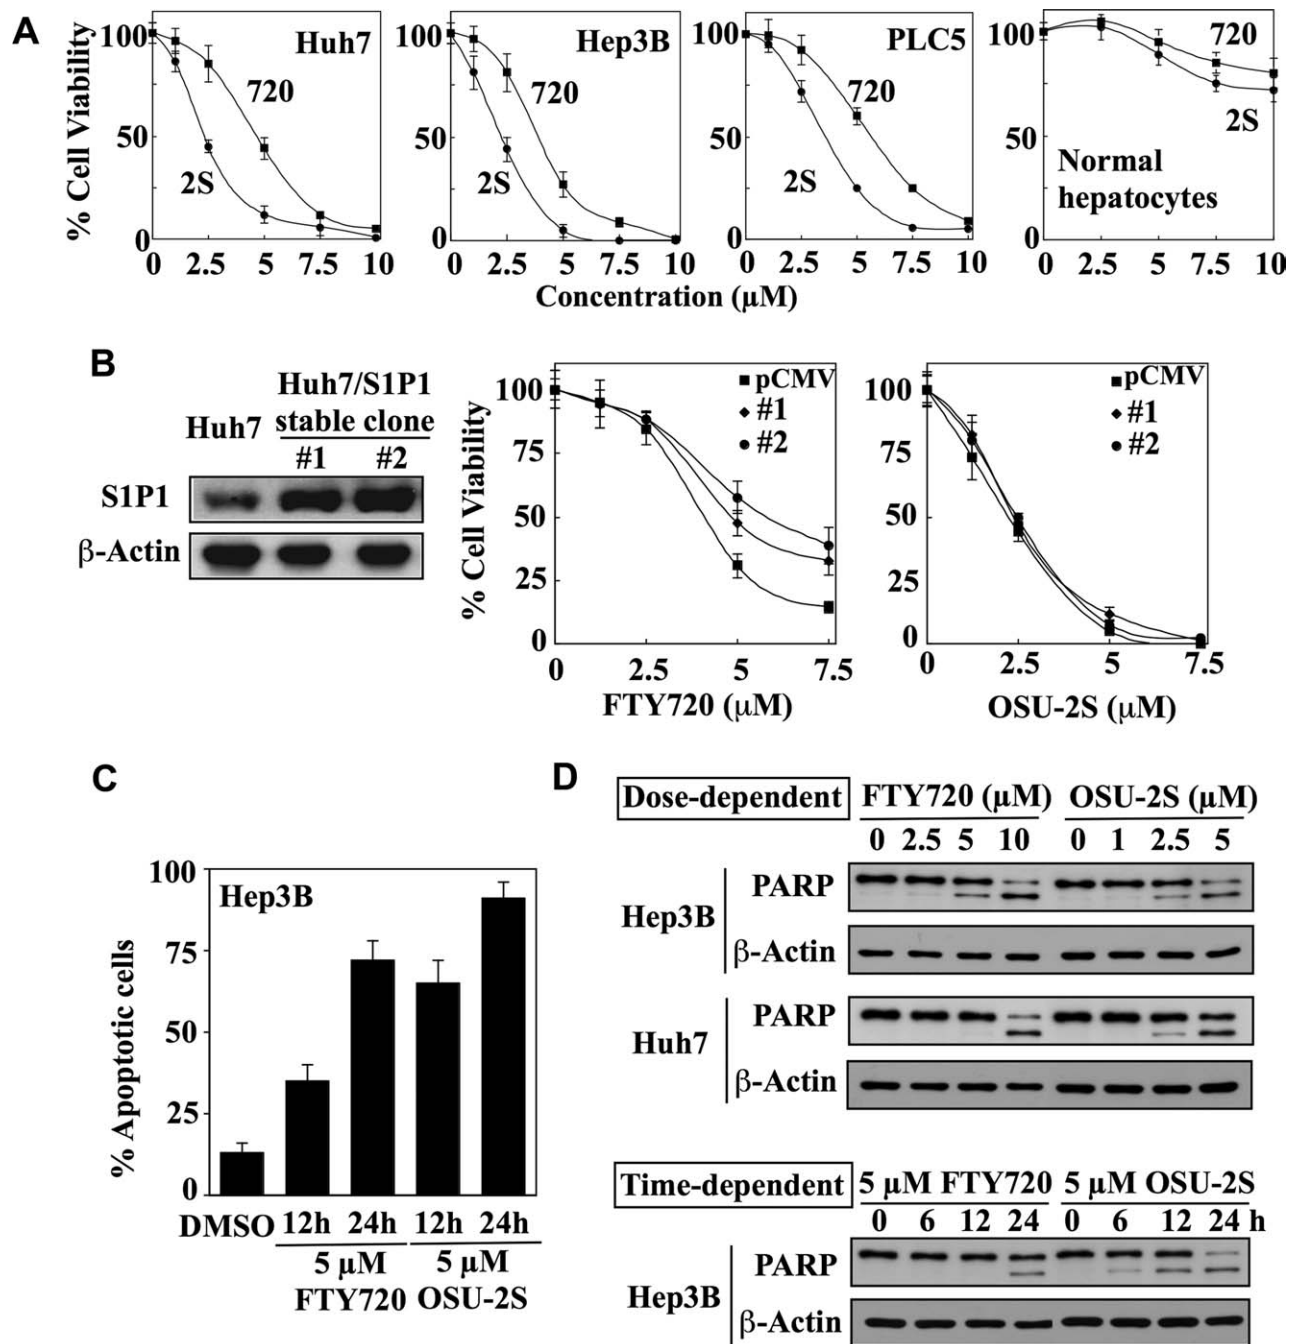 A
% Cell Viability
100
50
0
Huh7
720
2S
0 2.5 5 7.5 10
100
50
0
Hep3B
720
2S
0 2.5 5 7.5 10
100
50
0
PLC5
720
2S
0 2.5 5 7.5 10
100
50
0
720
2S
Normal
hepatocytes
0 2.5 5 7.5 10
Concentration (μM)
B
Huh7
Huh7/S1P1
stable clone
#1 #2
S1P1
β-Actin
% Cell Viability
100
75
50
25
0
pCMV
#1
#2
0 2.5 5 7.5
FTY720 (μM)
100
75
50
25
0
pCMV
#1
#2
0 2.5 5 7.5
OSU-2S (μM)
C
% Apoptotic cells
100
75
50
25
0
Hep3B
DMSO 12h 24h 12h 24h
5 μM 5 μM
FTY720 OSU-2S
D
Dose-dependent FTY720 (μM) OSU-2S (μM)
0 2.5 5 10 0 1 2.5 5
Hep3B
PARP
β-Actin
Huh7
PARP
β-Actin
Time-dependent 5 μM FTY720 5 μM OSU-2S
0 6 12 24 0 6 12 24 h
Hep3B
PARP
β-Actin